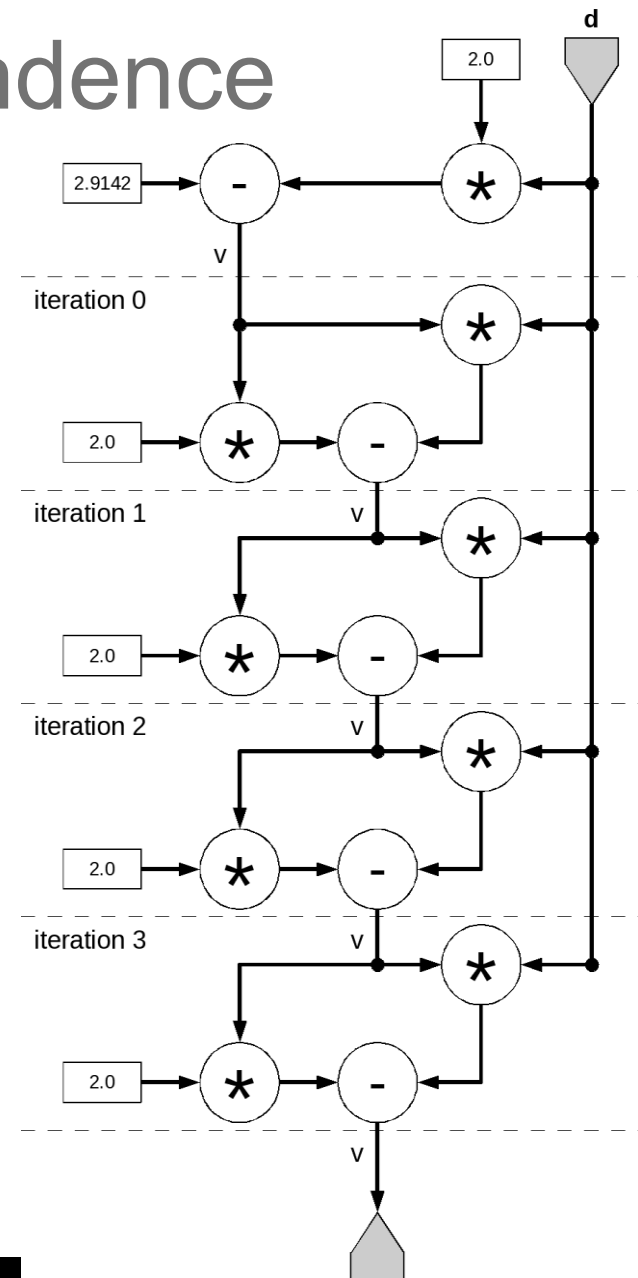 d
ndence
2.0
2.9142
-
*
v
iteration 0
*
2.0
*
-
iteration 1
v
*
2.0
*
-
iteration 2
v
*
2.0
*
-
iteration 3
v
*
2.0
*
-
v